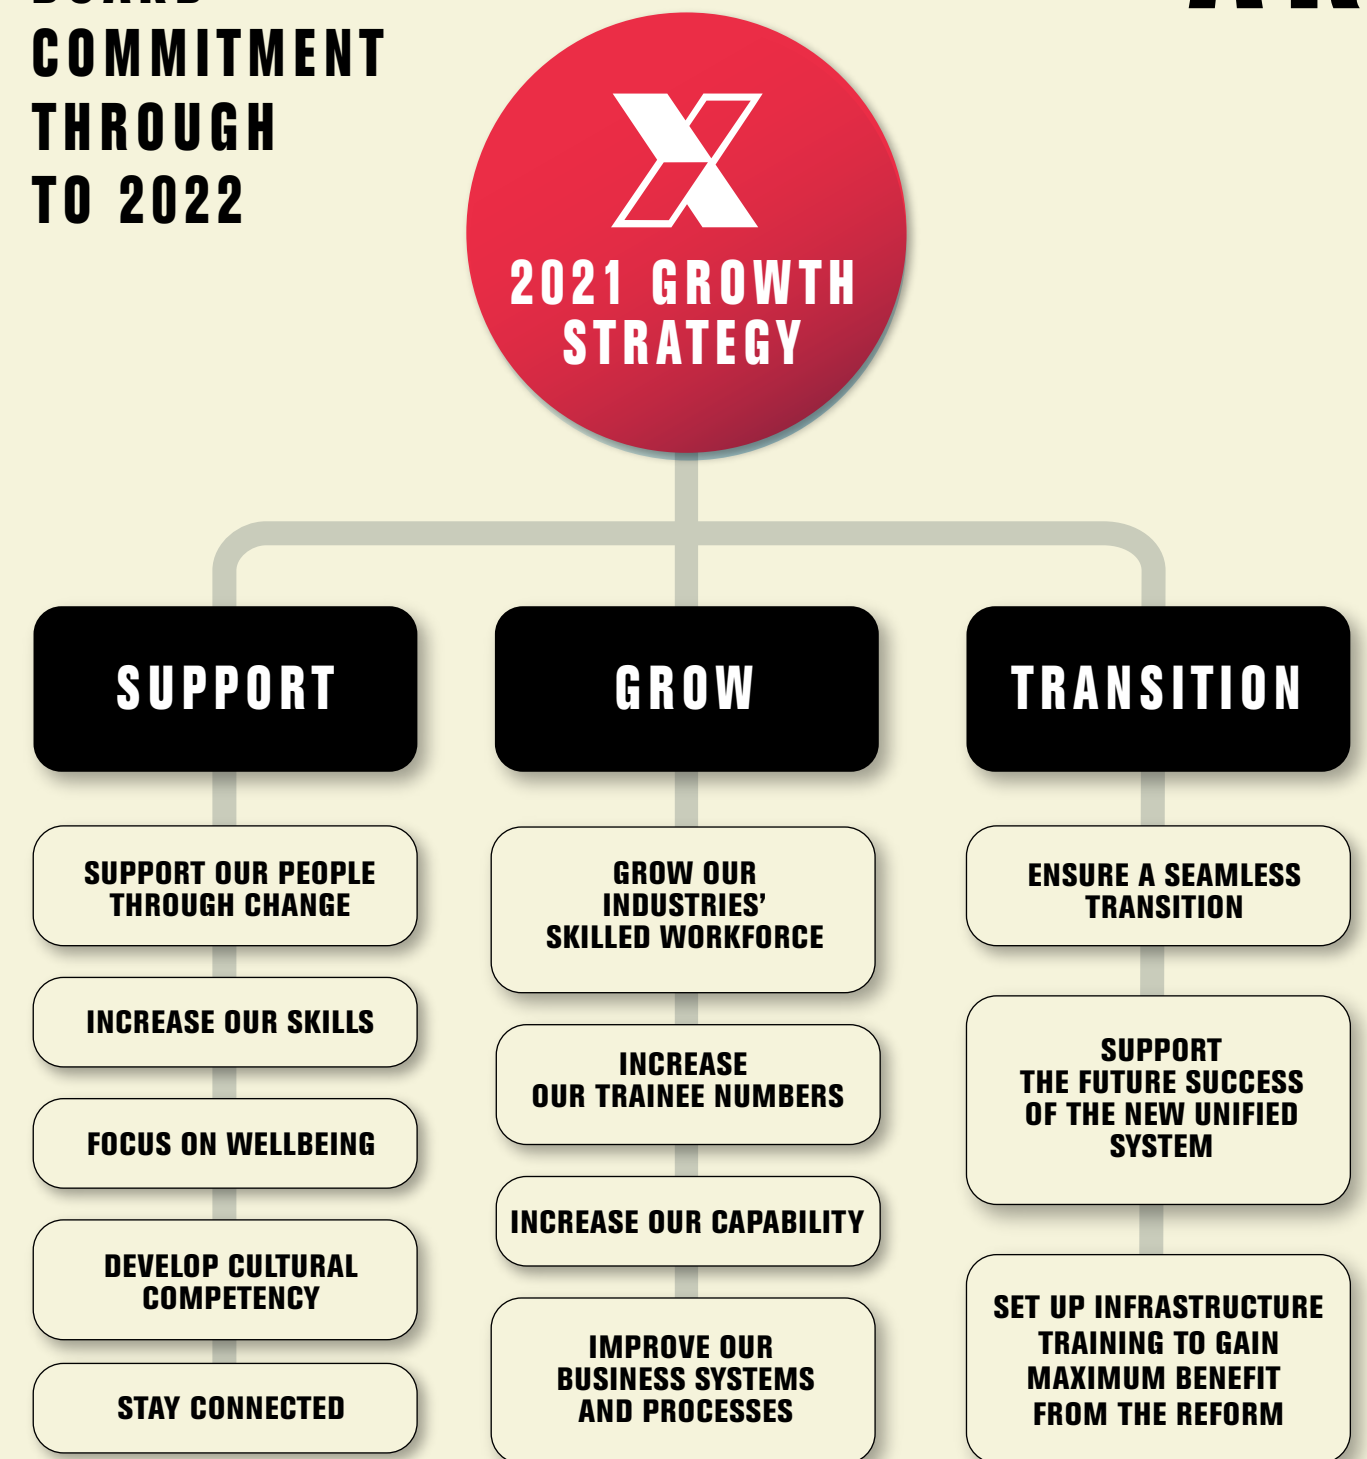 COMMITMENT
THROUGH
TO 2022
2021 GROWTH
STRATEGY
SUPPORT
SUPPORT OUR PEOPLE
THROUGH CHANGE
INCREASE OUR SKILLS
FOCUS ON WELLBEING
DEVELOP CULTURAL
COMPETENCY
STAY CONNECTED
GROW
GROW OUR
INDUSTRIES’
SKILLED WORKFORCE
INCREASE
OUR TRAINEE NUMBERS
INCREASE OUR CAPABILITY
IMPROVE OUR
BUSINESS SYSTEMS
AND PROCESSES
TRANSITION
ENSURE A SEAMLESS
TRANSITION
SUPPORT
THE FUTURE SUCCESS
OF THE NEW UNIFIED
SYSTEM
SET UP INFRASTRUCTURE
TRAINING TO GAIN
MAXIMUM BENEFIT
FROM THE REFORM